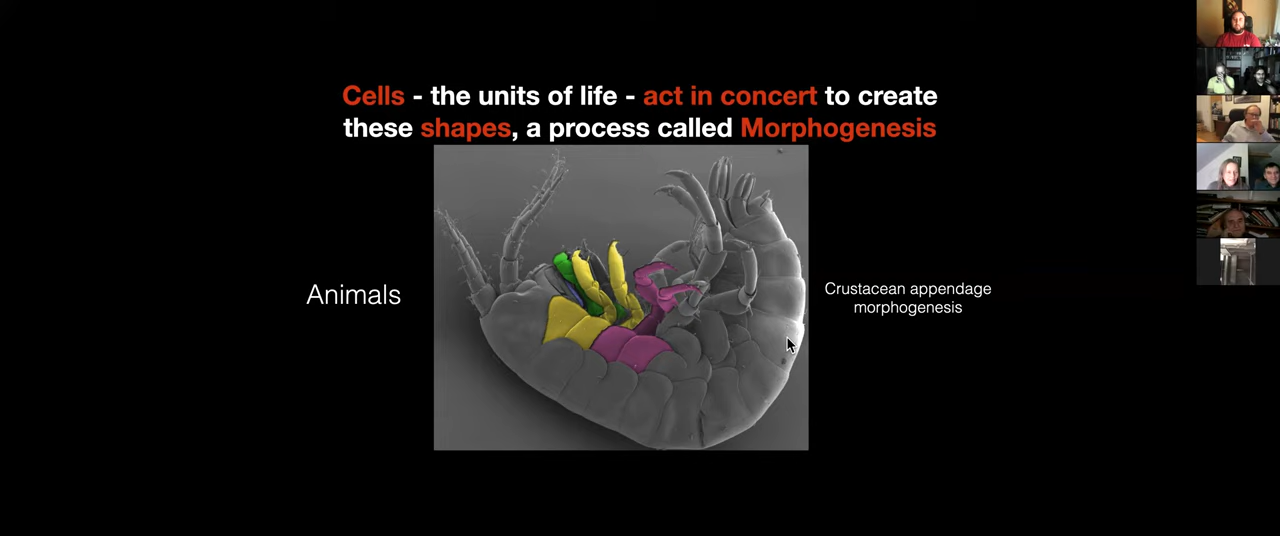 Cells - the units of life - act in concert to create
these shapes, a process called Morphogenesis
Animals
Crustacean appendage
morphogenesis